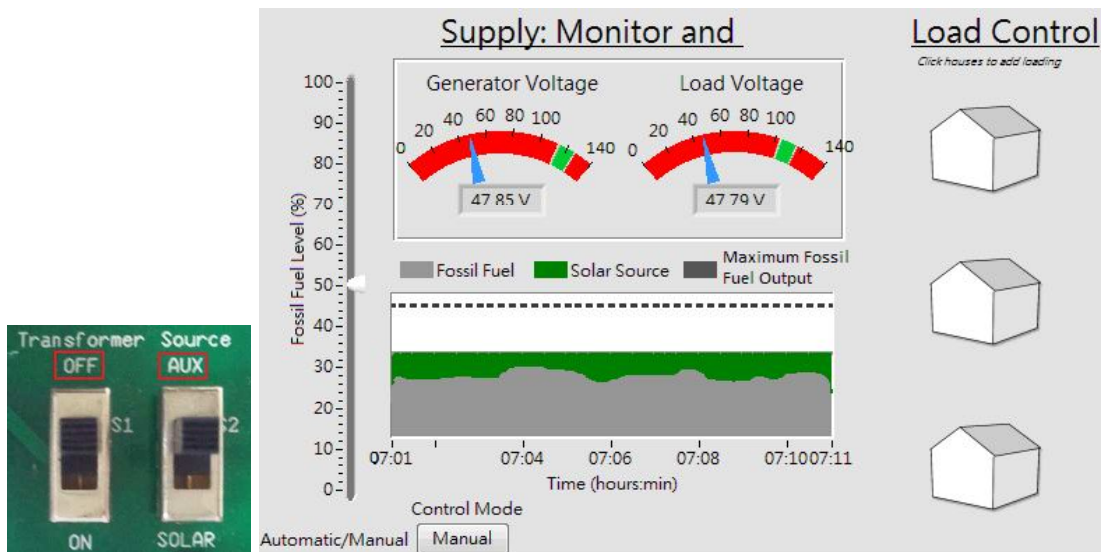 Transformer Source
OFF AUX
S1 S2
ON SOLAR
Supply: Monitor and
Load Control
Click houses to add loading
Generator Voltage
0 20 40 60 80 100 140
47.85 V
Load Voltage
0 20 40 60 80 100 140
47.79 V
Fossil Fuel Level (%)
100
90
80
70
60
50
40
30
20
10
0
Fossil Fuel
Solar Source
Maximum Fossil
Fuel Output
07:01 07:04 07:06 07:08 07:10 07:11
Time (hours:min)
Control Mode
Automatic/Manual Manual